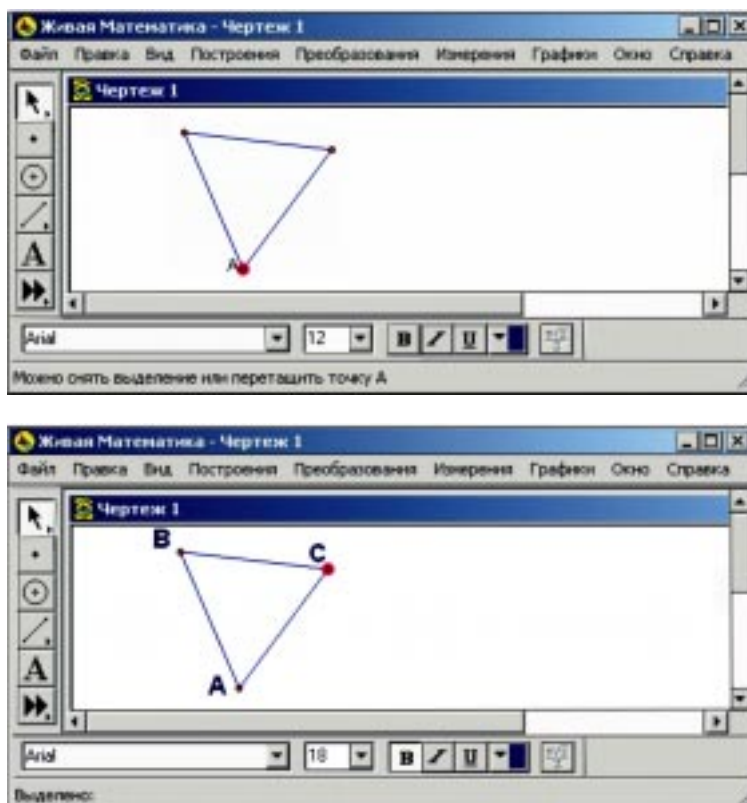 Живая Математика - Чертеж 1
Файл Правка Вид Построения Преобразования Измерения Графики Окно Справка
Чертеж 1
A
A
Arial 12 B I U
Можно снять выделение или перетащить точку A
Живая Математика - Чертеж 1
Файл Правка Вид Построения Преобразования Измерения Графики Окно Справка
Чертеж 1
B
C
A
A
Arial 18 B I U
Выделено: